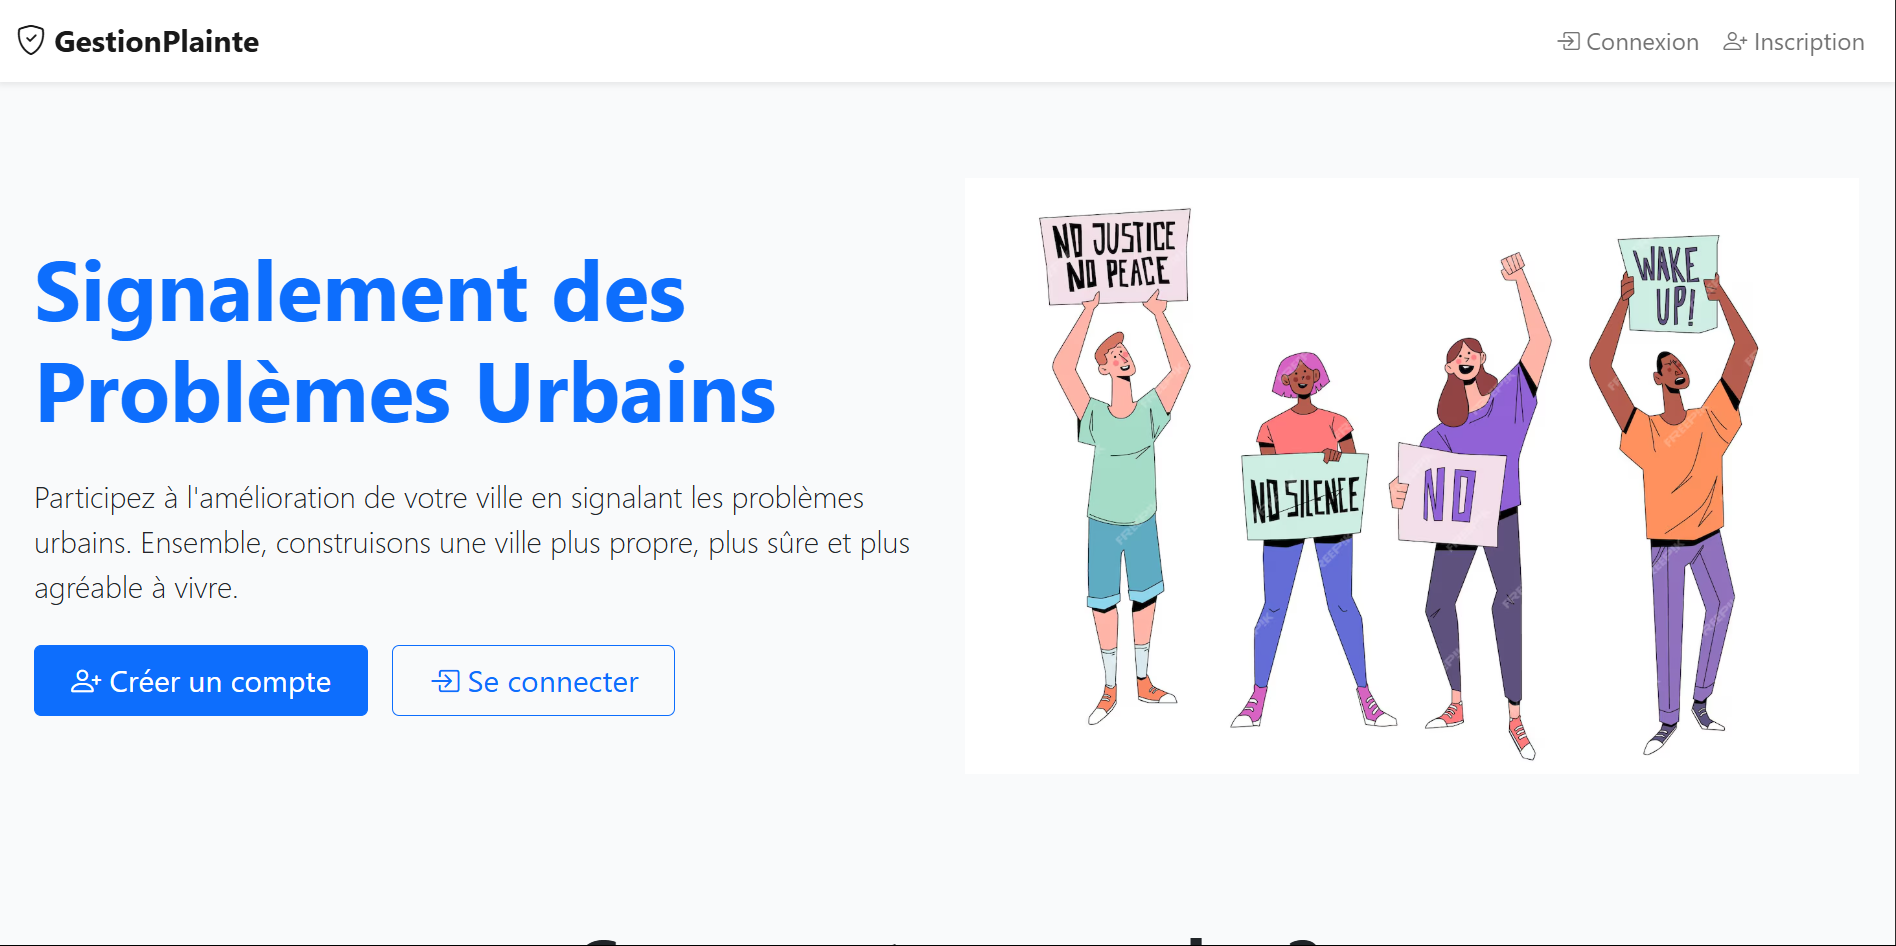 GestionPlainte
Connexion
Inscription
Signalement des
Problèmes Urbains
Participez à l'amélioration de votre ville en signalant les problèmes
urbains. Ensemble, construisons une ville plus propre, plus sûre et plus
agréable à vivre.
Créer un compte
Se connecter
NO JUSTICE
NO PEACE
NO SILENCE
NO
WAKE
UP!